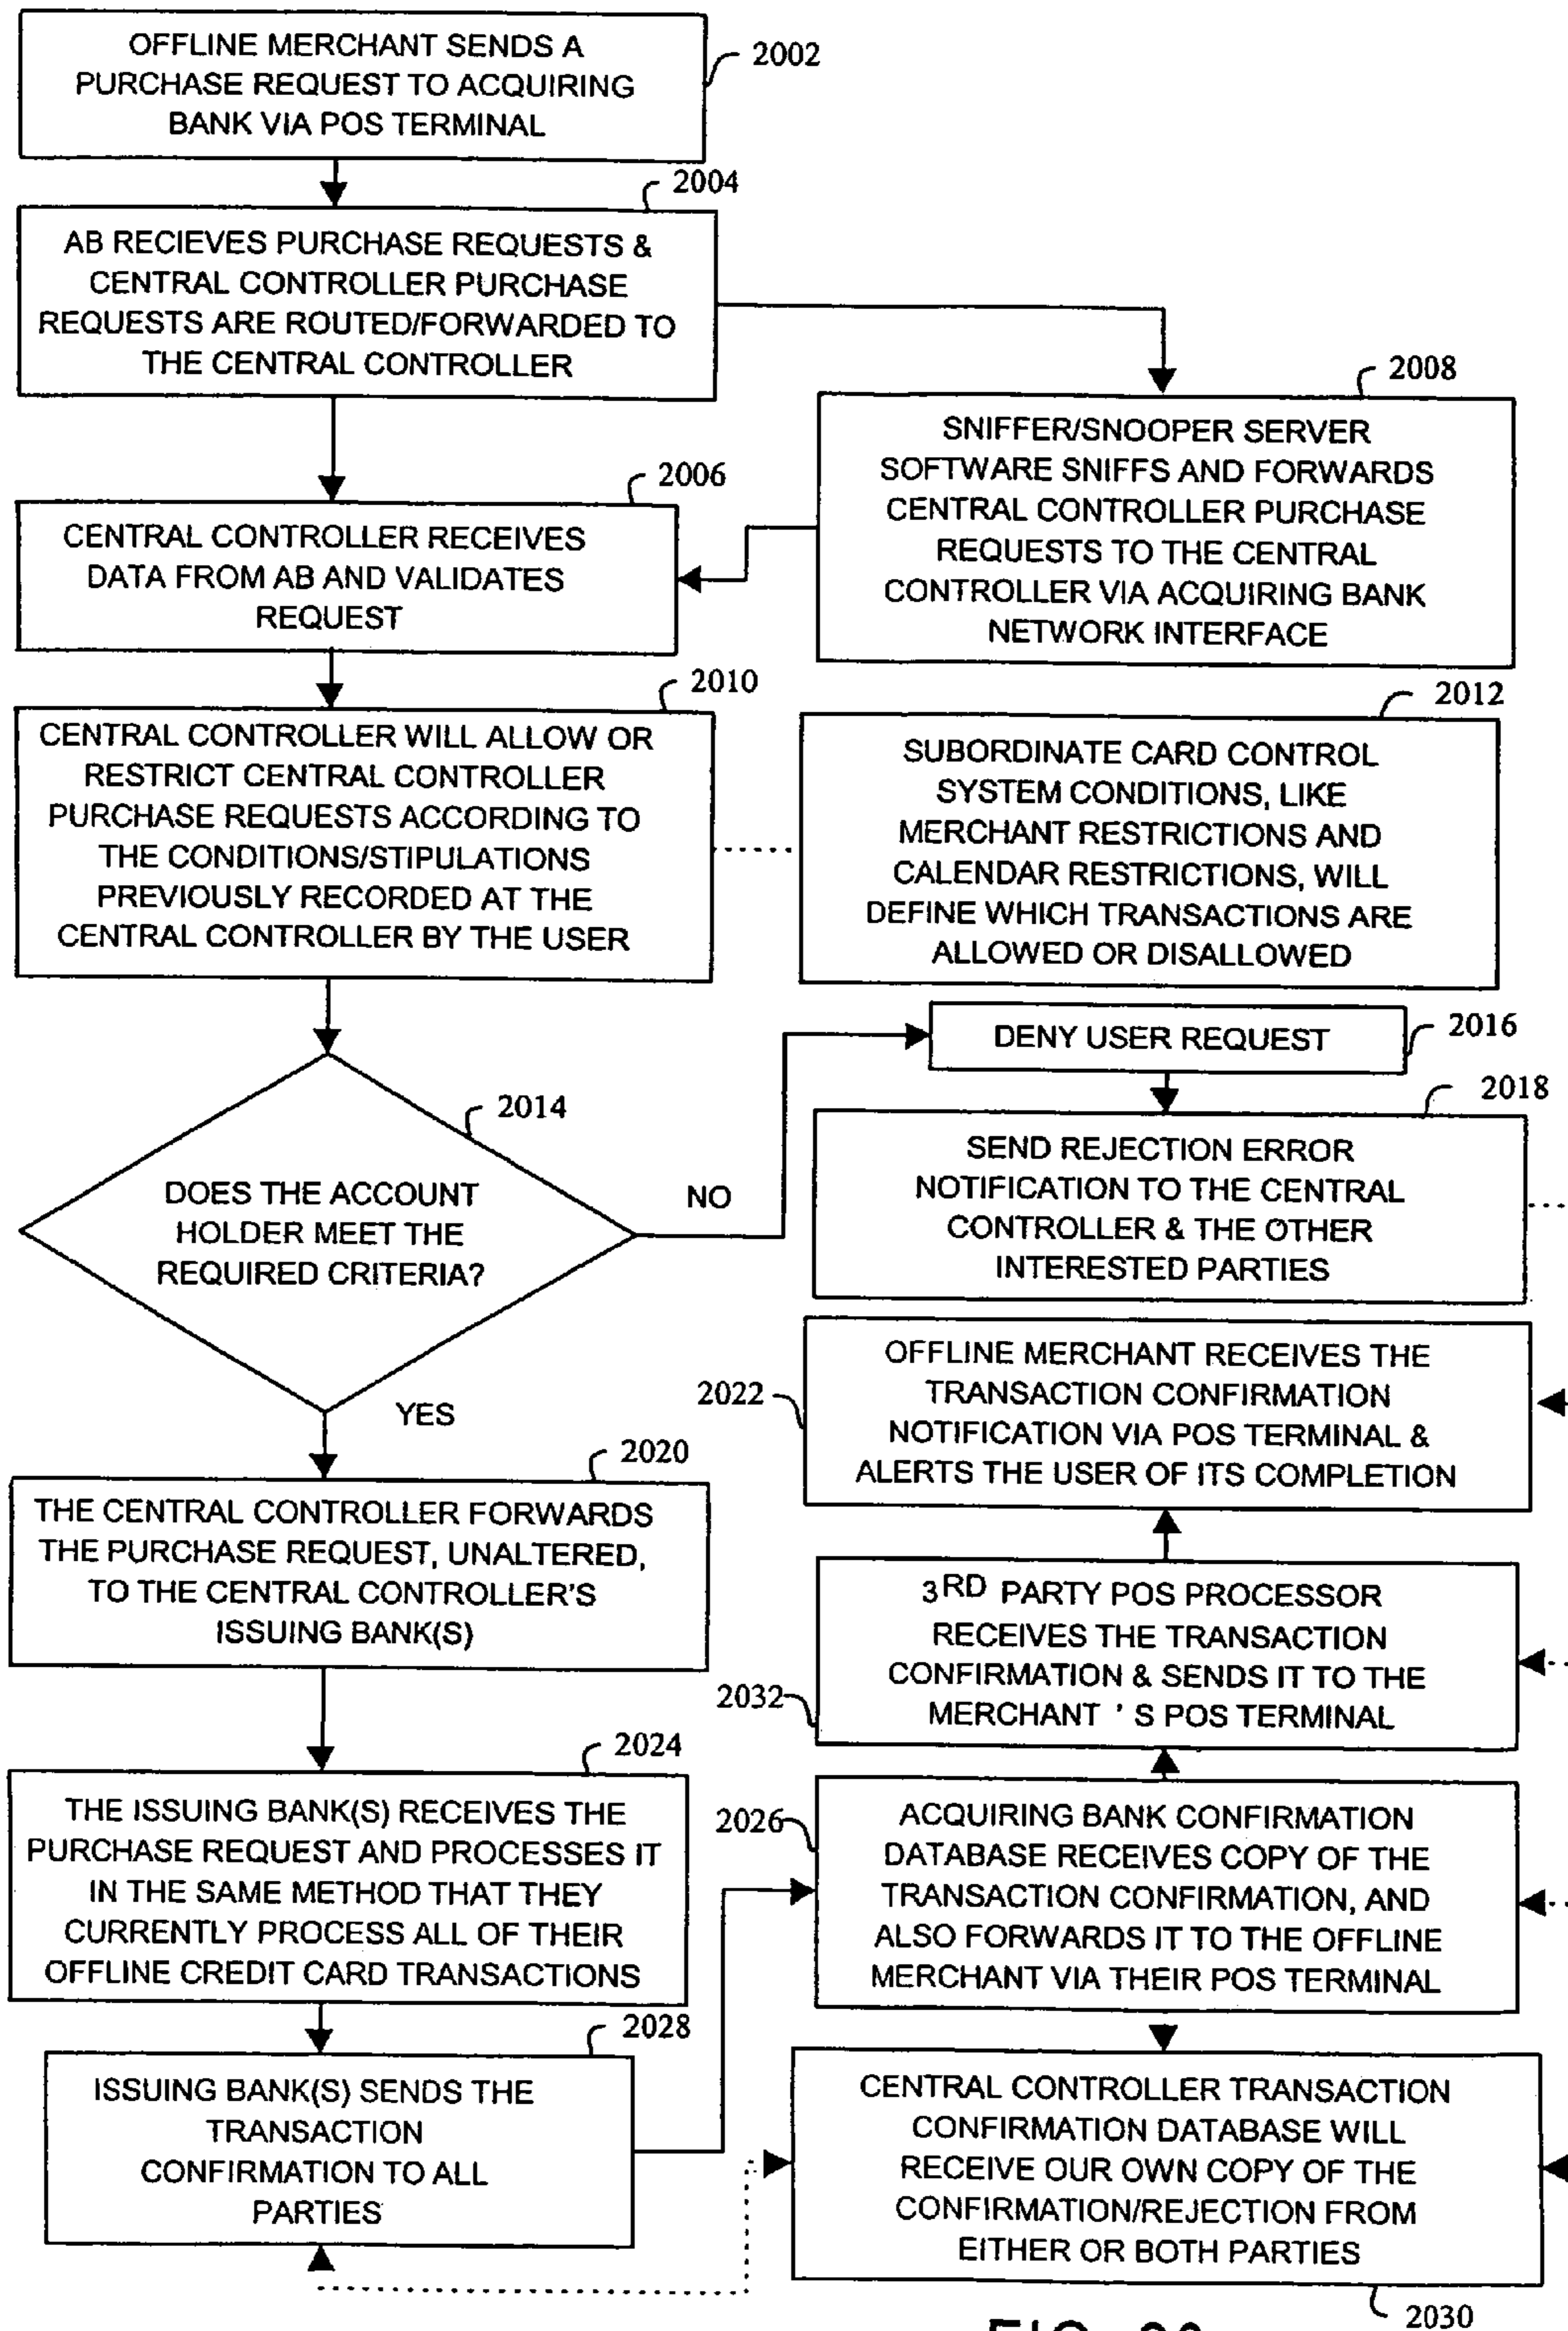 OFFLINE MERCHANT SENDS A
PURCHASE REQUEST TO ACQUIRING
BANK VIA POS TERMINAL
2002
2004
AB RECIEVES PURCHASE REQUESTS &
CENTRAL CONTROLLER PURCHASE
REQUESTS ARE ROUTED/FORWARDED TO
THE CENTRAL CONTROLLER
2008
SNIFFER/SNOOPER SERVER
SOFTWARE SNIFFS AND FORWARDS
CENTRAL CONTROLLER PURCHASE
REQUESTS TO THE CENTRAL
CONTROLLER VIA ACQUIRING BANK
NETWORK INTERFACE
2006
CENTRAL CONTROLLER RECEIVES
DATA FROM AB AND VALIDATES
REQUEST
2010
CENTRAL CONTROLLER WILL ALLOW OR
RESTRICT CENTRAL CONTROLLER
PURCHASE REQUESTS ACCORDING TO
THE CONDITIONS/STIPULATIONS
PREVIOUSLY RECORDED AT THE
CENTRAL CONTROLLER BY THE USER
2012
SUBORDINATE CARD CONTROL
SYSTEM CONDITIONS, LIKE
MERCHANT RESTRICTIONS AND
CALENDAR RESTRICTIONS, WILL
DEFINE WHICH TRANSACTIONS ARE
ALLOWED OR DISALLOWED
DENY USER REQUEST
2016
2014
DOES THE ACCOUNT
HOLDER MEET THE
REQUIRED CRITERIA?
NO
YES
2018
SEND REJECTION ERROR
NOTIFICATION TO THE CENTRAL
CONTROLLER & THE OTHER
INTERESTED PARTIES
2022
OFFLINE MERCHANT RECEIVES THE
TRANSACTION CONFIRMATION
NOTIFICATION VIA POS TERMINAL &
ALERTS THE USER OF ITS COMPLETION
2020
THE CENTRAL CONTROLLER FORWARDS
THE PURCHASE REQUEST, UNALTERED,
TO THE CENTRAL CONTROLLER'S
ISSUING BANK(S)
2032
3RD PARTY POS PROCESSOR
RECEIVES THE TRANSACTION
CONFIRMATION & SENDS IT TO THE
MERCHANT ' S POS TERMINAL
2024
THE ISSUING BANK(S) RECEIVES THE
PURCHASE REQUEST AND PROCESSES IT
IN THE SAME METHOD THAT THEY
CURRENTLY PROCESS ALL OF THEIR
OFFLINE CREDIT CARD TRANSACTIONS
2026
ACQUIRING BANK CONFIRMATION
DATABASE RECEIVES COPY OF THE
TRANSACTION CONFIRMATION, AND
ALSO FORWARDS IT TO THE OFFLINE
MERCHANT VIA THEIR POS TERMINAL
2028
ISSUING BANK(S) SENDS THE
TRANSACTION
CONFIRMATION TO ALL
PARTIES
CENTRAL CONTROLLER TRANSACTION
CONFIRMATION DATABASE WILL
RECEIVE OUR OWN COPY OF THE
CONFIRMATION/REJECTION FROM
EITHER OR BOTH PARTIES
2030